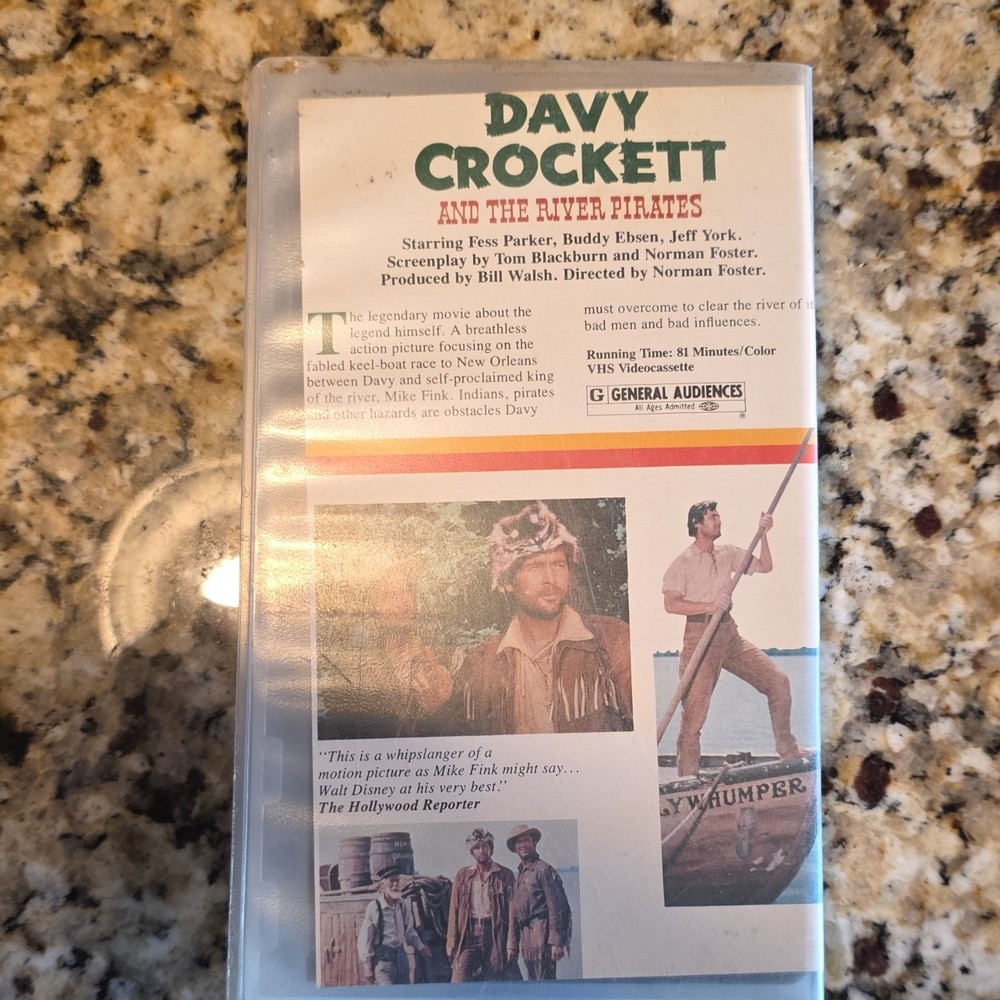 DAVY
CROCKETT
AND THE RIVER PIRATES
Starring Fess Parker, Buddy Ebsen, Jeff York.
Screenplay by Tom Blackburn and Norman Foster.
Produced by Bill Walsh. Directed by Norman Foster.
The legendary movie about the
legend himself. A breathless
action picture focusing on the
fabled keel-boat race to New Orleans
between Davy and self-proclaimed king
of the river, Mike Fink. Indians, pirates
and other hazards are obstacles Davy
must overcome to clear the river of
bad men and bad influences.
Running Time: 81 Minutes/Color
VHS Videocassette
G GENERAL AUDIENCES
All Ages Admitted
®
"This is a whipslanger of a
motion picture as Mike Fink might say...
Walt Disney at his very best."
The Hollywood Reporter
LYWHUMPER